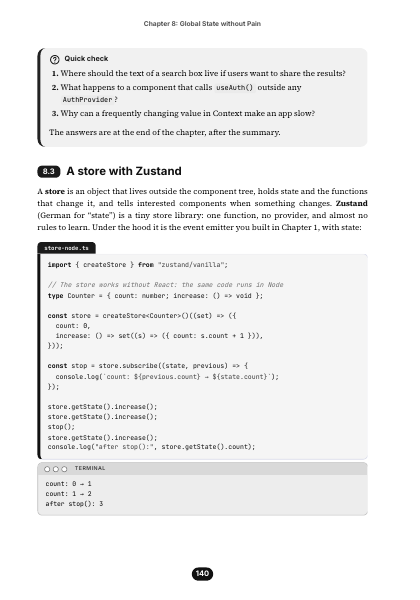 Chapter 8: Global State without Pain
Quick check
1. Where should the text of a search box live if users want to share the results?
2. What happens to a component that calls useAuth() outside any
AuthProvider?
3. Why can a frequently changing value in Context make an app slow?
The answers are at the end of the chapter, after the summary.
8.3 A store with Zustand
A store is an object that lives outside the component tree, holds state and the functions
that change it, and tells interested components when something changes. Zustand
(German for “state”) is a tiny store library: one function, no provider, and almost no
rules to learn. Under the hood it is the event emitter you built in Chapter 1, with state:
store-node.ts
import { createStore } from "zustand/vanilla";
// The store works without React: the same code runs in Node
type Counter = { count: number; increase: () => void };
const store = createStore<Counter>()((set) => ({
count: 0,
increase: () => set((s) => ({ count: s.count + 1 })),
}));
const stop = store.subscribe((state, previous) => {
console.log(`count: ${previous.count} → ${state.count}`);
});
store.getState().increase();
store.getState().increase();
stop();
store.getState().increase();
console.log("after stop():", store.getState().count);
TERMINAL
count: 0 → 1
count: 1 → 2
after stop(): 3
140